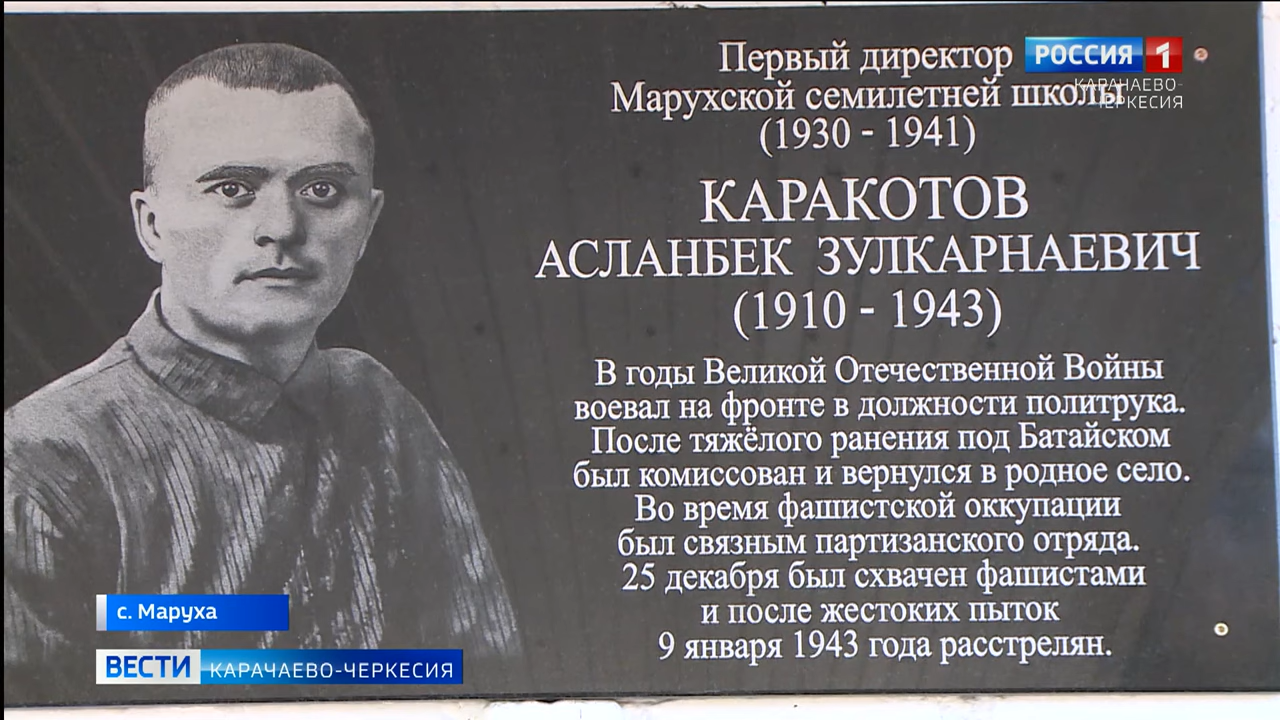 Первый директор
Марухской семилетней школы
(1930 - 1941)
КАРАКОТОВ
АСЛАНБЕК ЗУЛКАРНАЕВИЧ
(1910 - 1943)
В годы Великой Отечественной Войны
воевал на фронте в должности политрука.
После тяжёлого ранения под Батайском
был комиссован и вернулся в родное село.
Во время фашистской оккупации
был связным партизанского отряда.
25 декабря был схвачен фашистами
и после жестоких пыток
9 января 1943 года расстрелян.
РОССИЯ 1
КАРАЧАЕВО-
ЧЕРКЕСИЯ
с. Маруха
ВЕСТИ КАРАЧАЕВО-ЧЕРКЕСИЯ